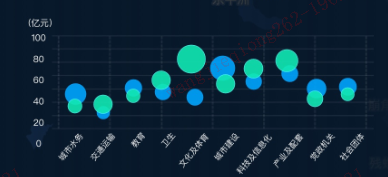 (亿元)
100
80
60
40
20
0
城市水务
交通运输
教育
卫生
文化及体育
城市建设
科技及信息化
产业及配套
党政机关
社会团体